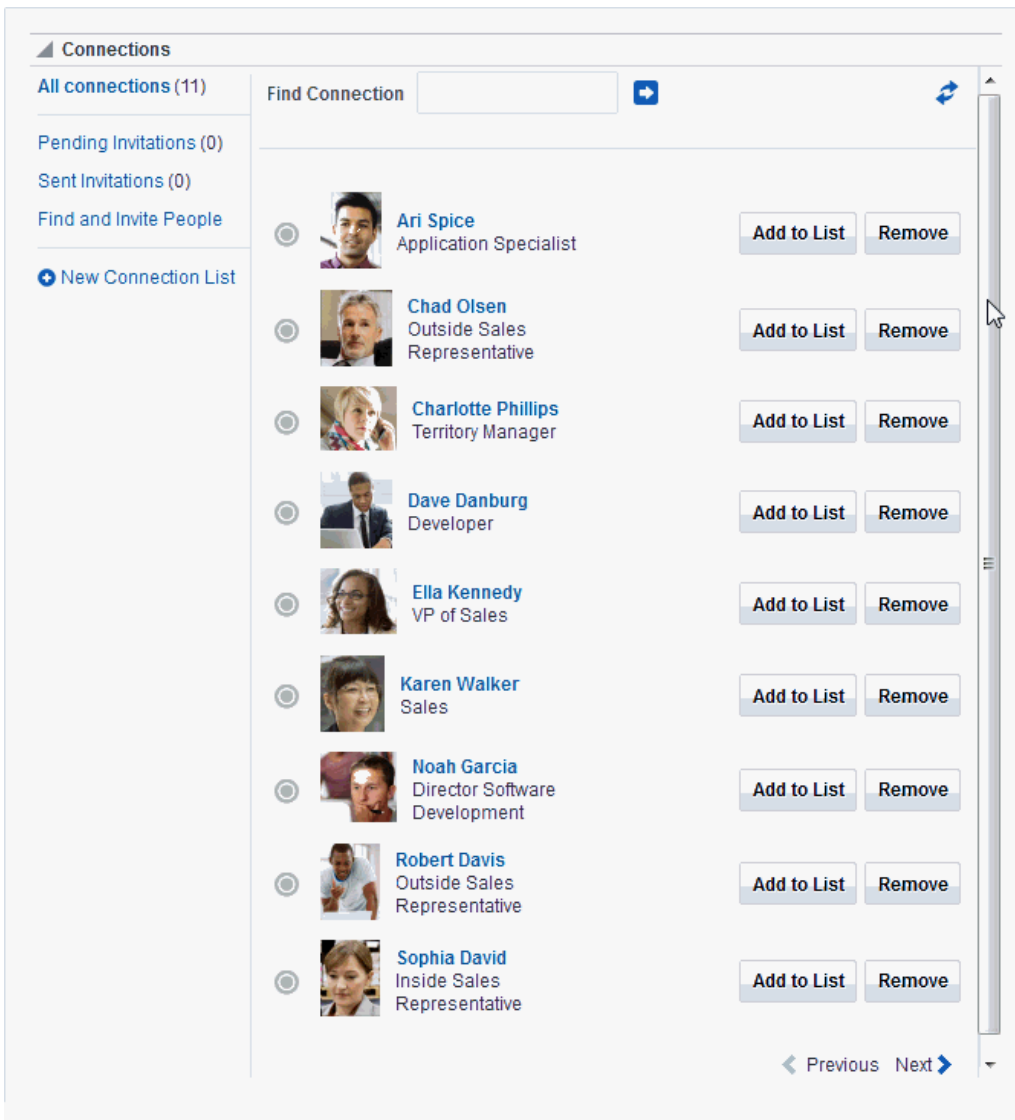 Connections
All connections (11)
Find Connection
Pending Invitations (0)
Sent Invitations (0)
Find and Invite People
New Connection List
Ari Spice
Application Specialist
Add to List Remove
Chad Olsen
Outside Sales
Representative
Add to List Remove
Charlotte Phillips
Territory Manager
Add to List Remove
Dave Danburg
Developer
Add to List Remove
Ella Kennedy
VP of Sales
Add to List Remove
Karen Walker
Sales
Add to List Remove
Noah Garcia
Director Software
Development
Add to List Remove
Robert Davis
Outside Sales
Representative
Add to List Remove
Sophia David
Inside Sales
Representative
Add to List Remove
Previous Next